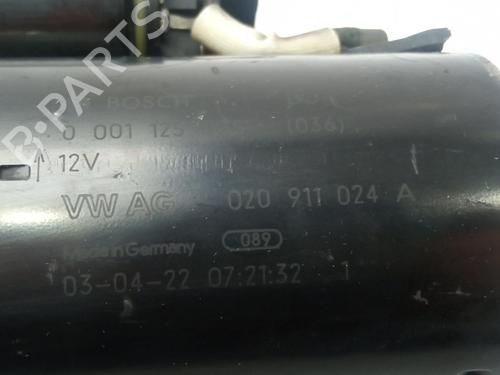 BOSCH
0 001 125 (036)
12V
VW AG 020 911 024 A
Made in Germany 089
03-04-22 07:21:32